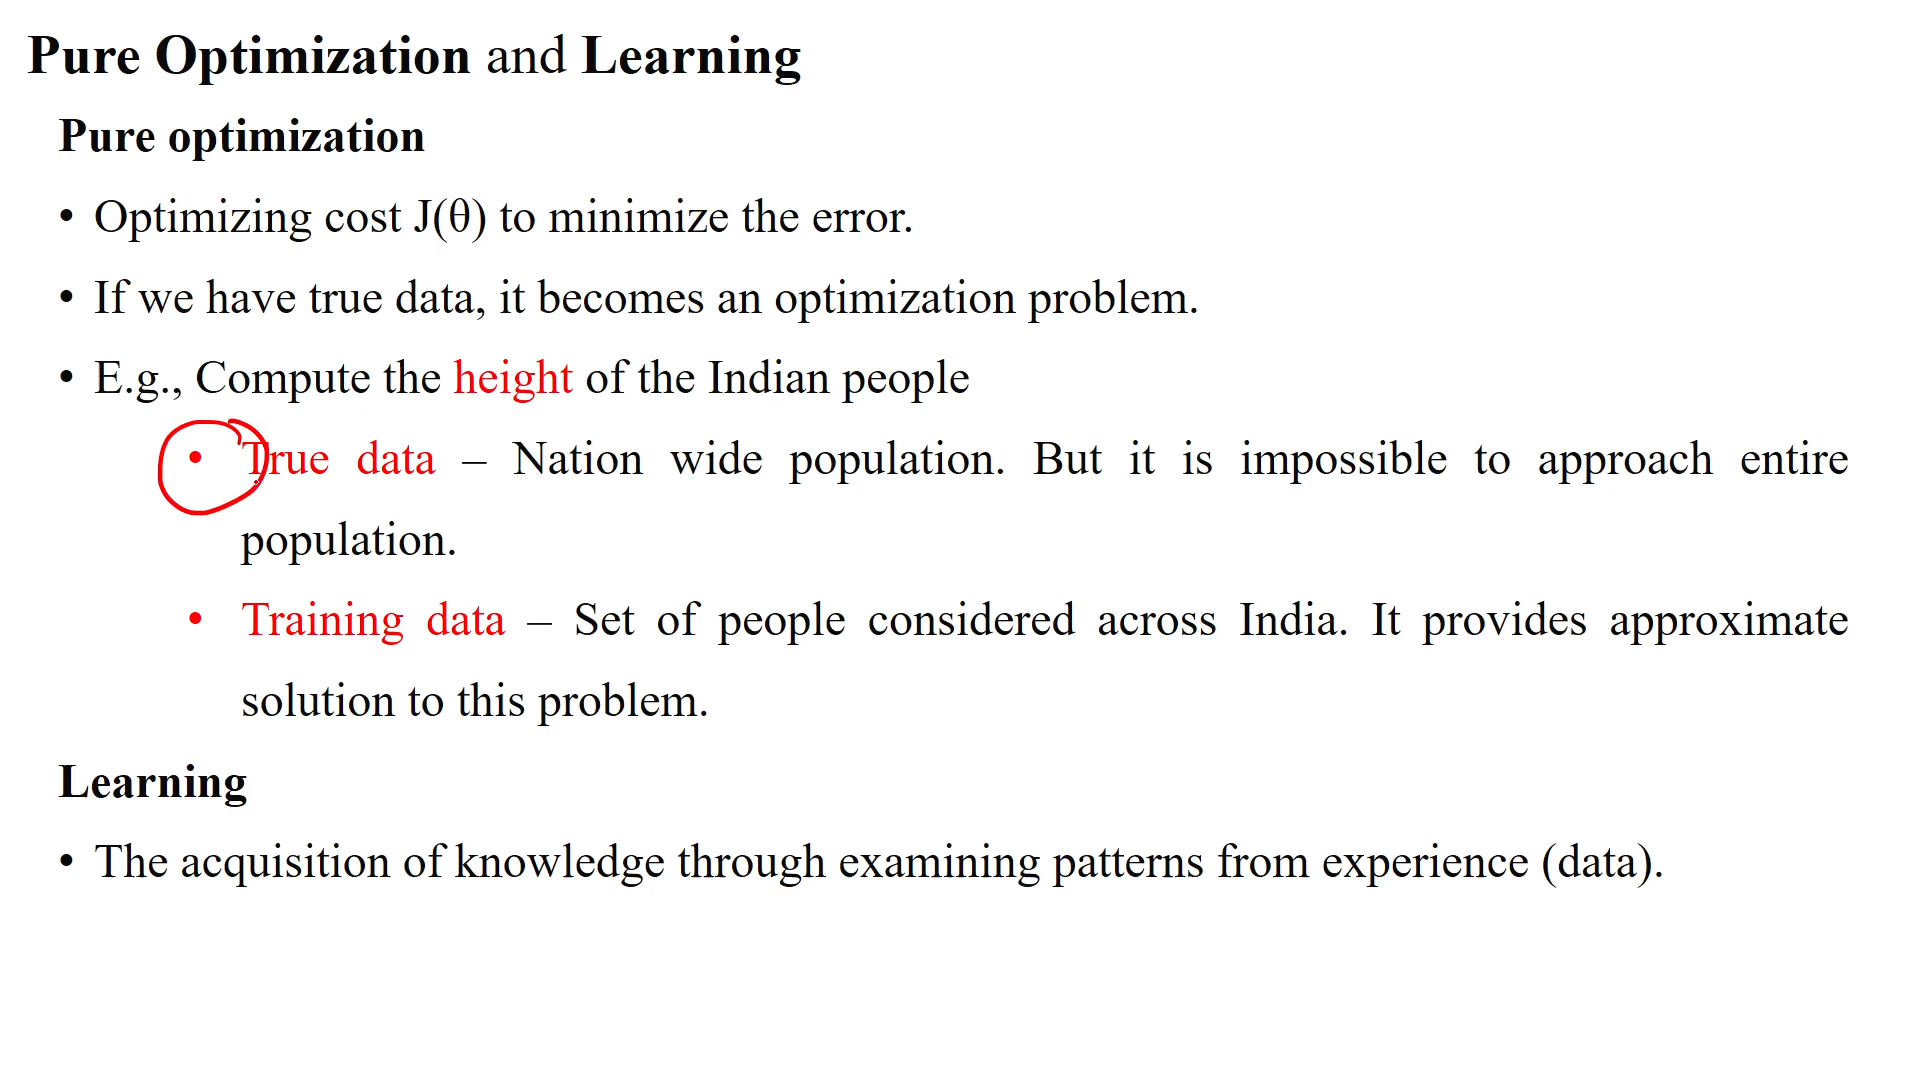 Pure Optimization and Learning
Pure optimization
• Optimizing cost J(θ) to minimize the error.
• If we have true data, it becomes an optimization problem.
• E.g., Compute the height of the Indian people
• True data – Nation wide population. But it is impossible to approach entire
population.
• Training data – Set of people considered across India. It provides approximate
solution to this problem.
Learning
• The acquisition of knowledge through examining patterns from experience (data).